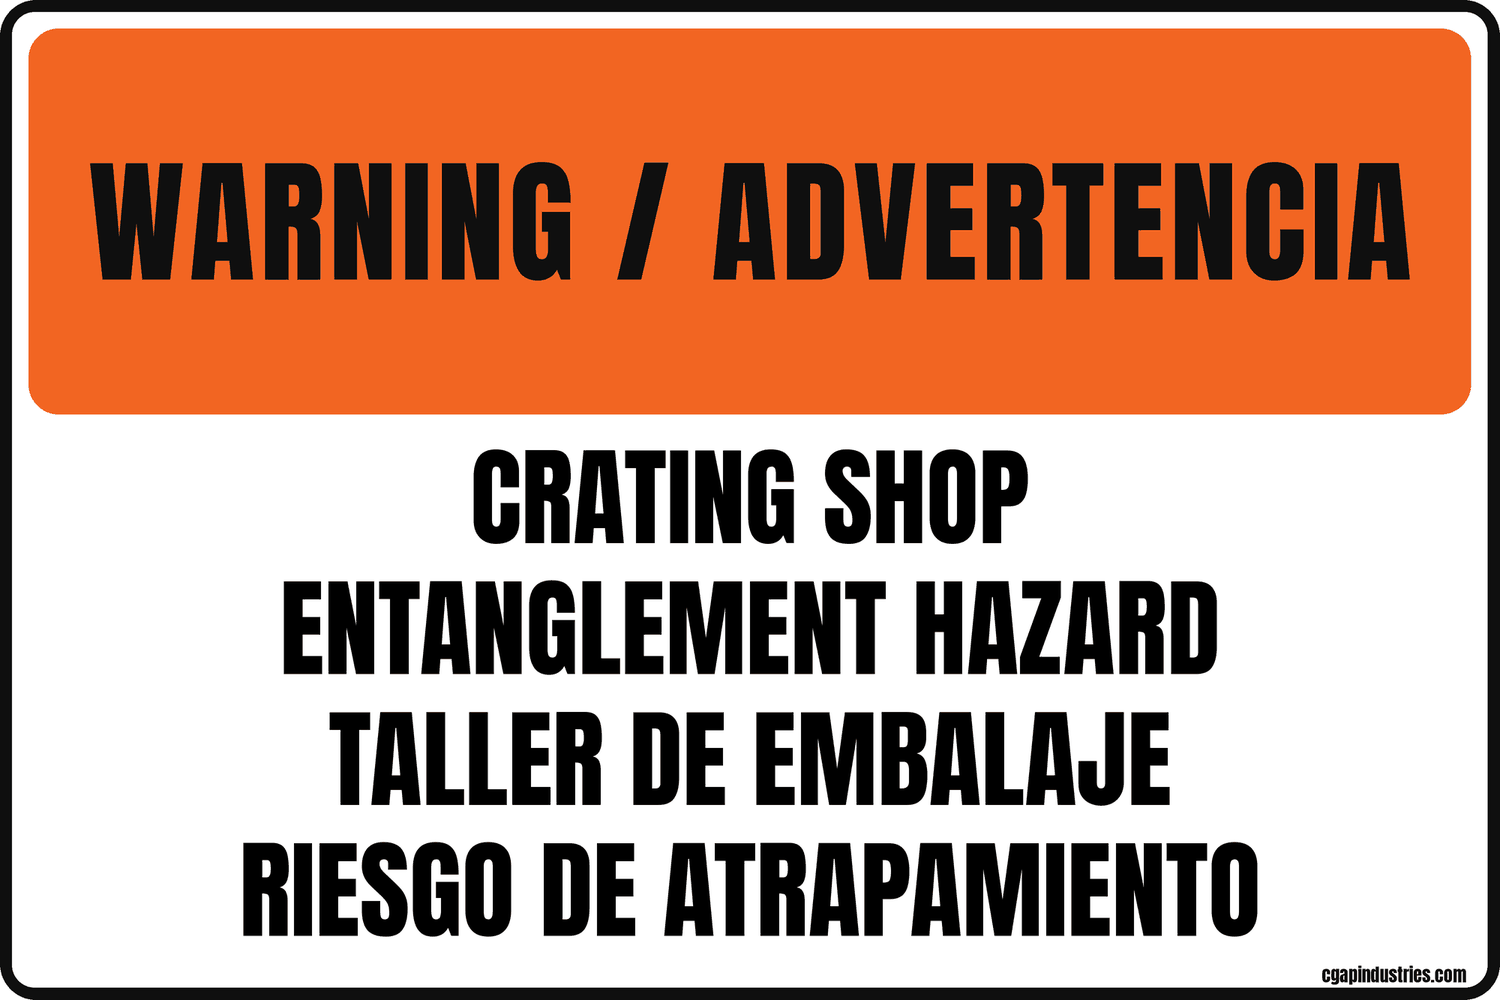 WARNING / ADVERTENCIA
CRATING SHOP
ENTANGLEMENT HAZARD
TALLER DE EMBALAJE
RIESGO DE ATRAPAMIENTO
cgapindustries.com